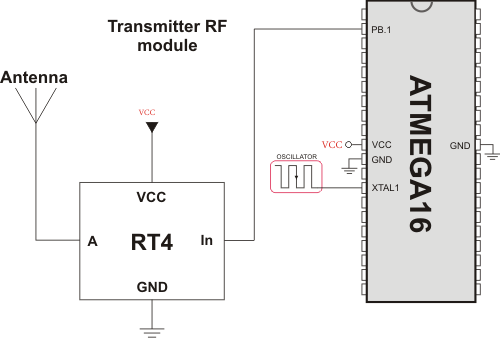 Transmitter RF
module
Antenna
VCC
VCC
A
RT4
In
GND
PB.1
ATMEGA16
VCC
VCC
GND
GND
OSCILLATOR
XTAL1